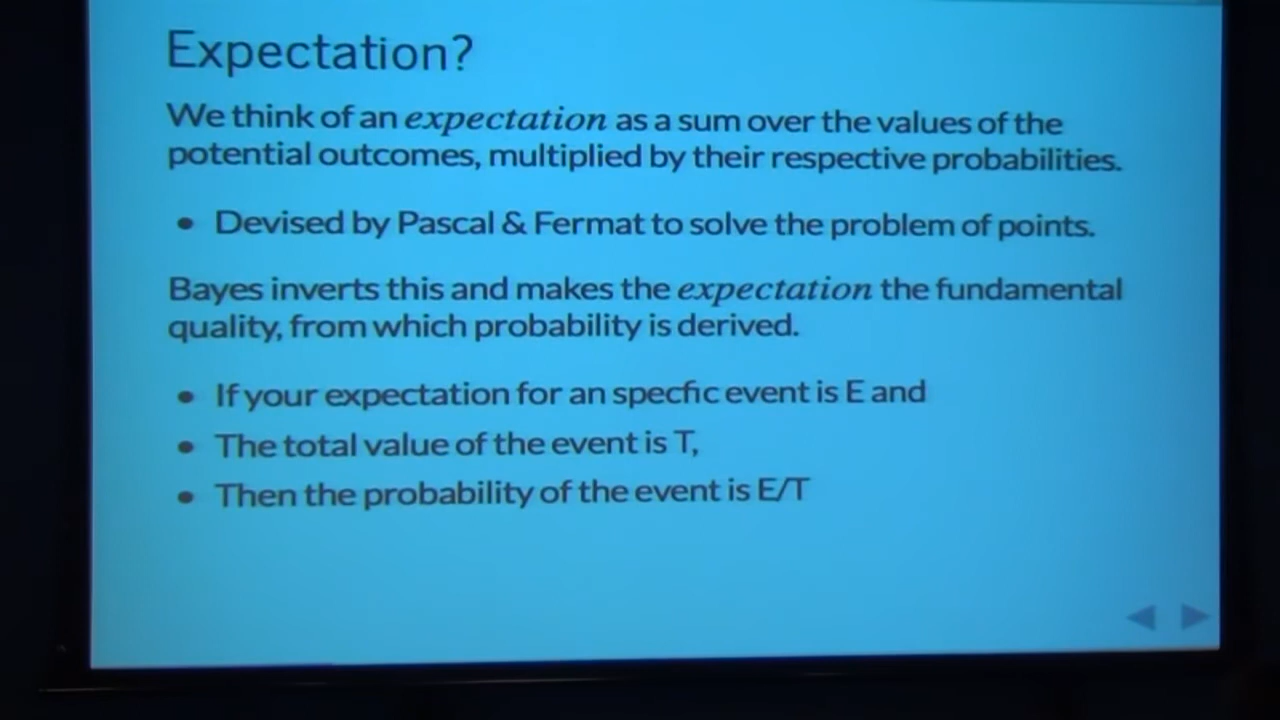 Expectation?
We think of an expectation as a sum over the values of the
potential outcomes, multiplied by their respective probabilities.
• Devised by Pascal & Fermat to solve the problem of points.
Bayes inverts this and makes the expectation the fundamental
quality, from which probability is derived.
• If your expectation for an specfic event is E and
• The total value of the event is T,
• Then the probability of the event is E/T